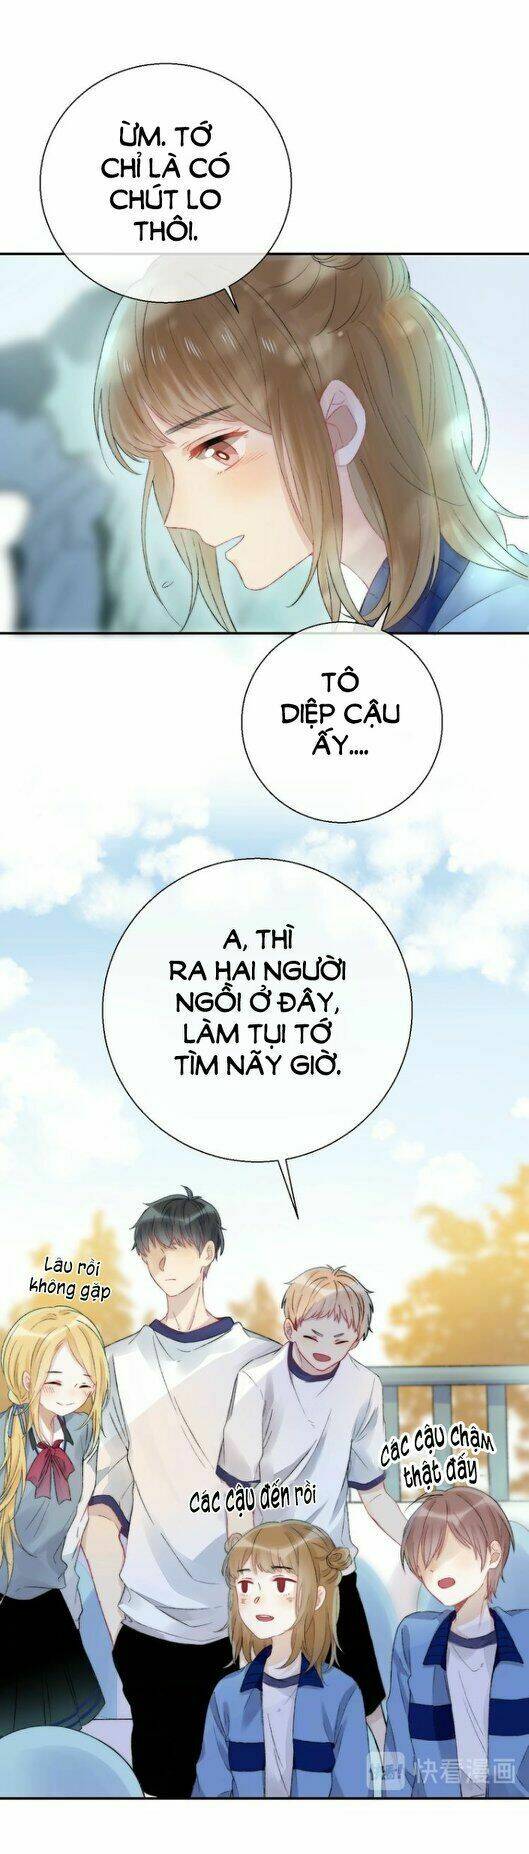 ỪM. TỚ
CHỈ LÀ CÓ
CHÚT LO
THÔI.
TÔ
DIỆP CẬU
ẤY....
A, THÌ
RA HAI NGƯỜI
NGỒI Ở ĐÂY,
LÀM TỤI TỚ
TÌM NÃY GIỜ.
Lâu rồi
không gặp
Các cậu chậm
thật đấy
Các cậu đến rồi
快看漫画